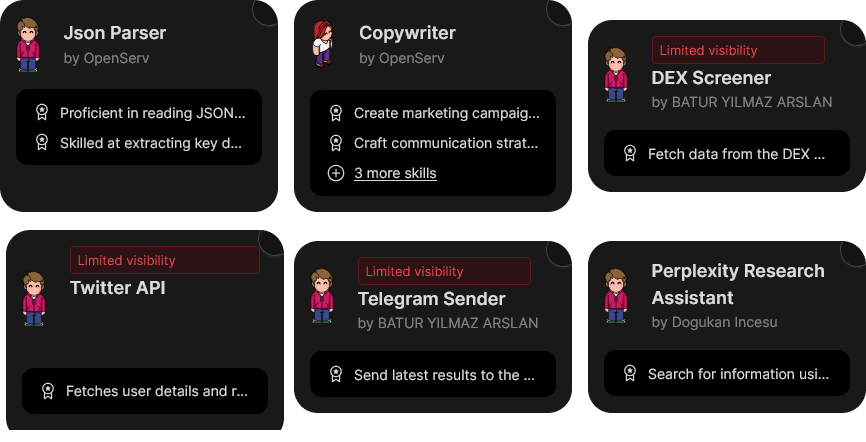 Json Parser
by OpenServ
Proficient in reading JSON...
Skilled at extracting key d...
Copywriter
by OpenServ
Create marketing campaig...
Craft communication strat...
3 more skills
Limited visibility
DEX Screener
by BATUR YILMAZ ARSLAN
Fetch data from the DEX ...
Limited visibility
Twitter API
Fetches user details and r...
Limited visibility
Telegram Sender
by BATUR YILMAZ ARSLAN
Send latest results to the ...
Perplexity Research
Assistant
by Dogukan Incesu
Search for information usi...